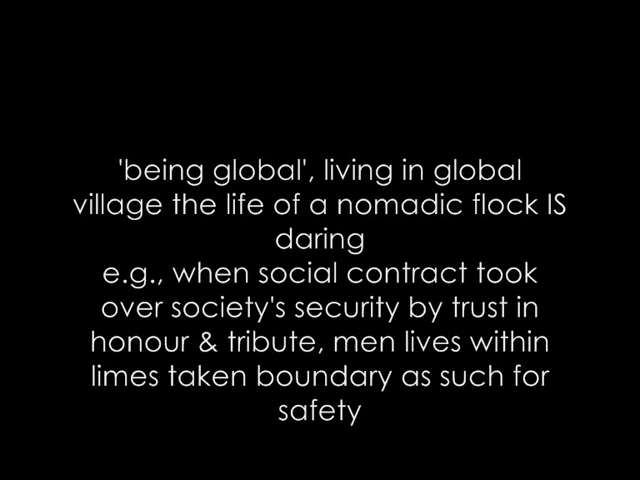 'being global', living in global
village the life of a nomadic flock IS
daring
e.g., when social contract took
over society's security by trust in
honour & tribute, men lives within
limes taken boundary as such for
safety